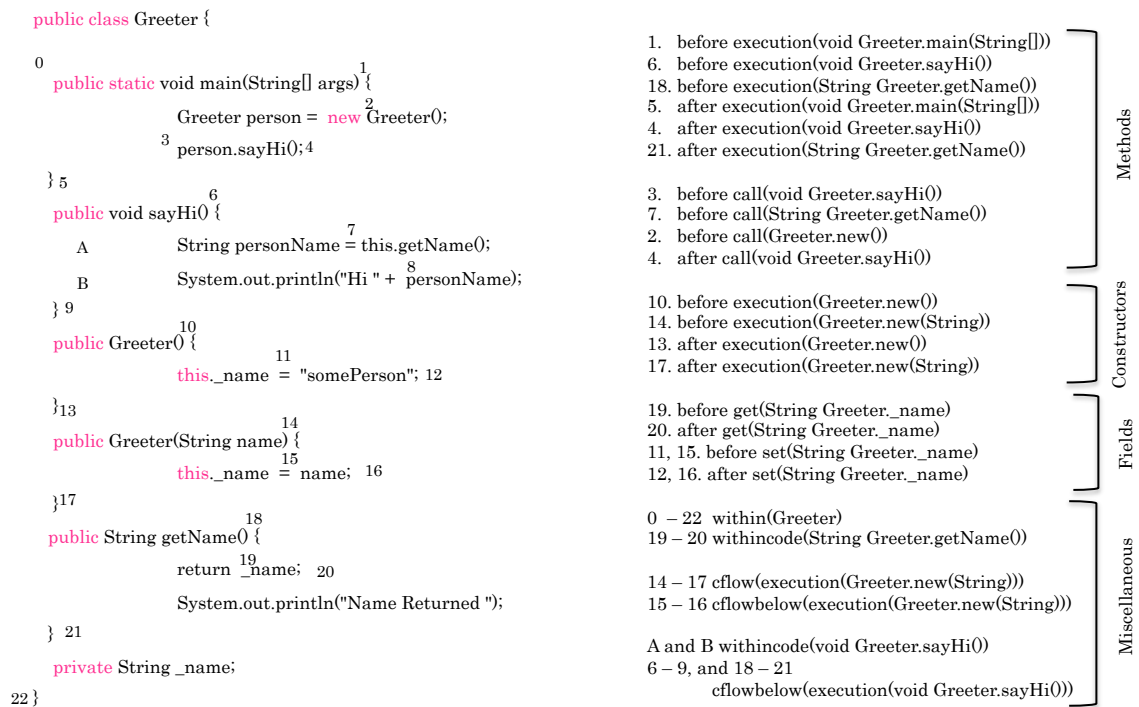 public class Greeter {
0
1
public static void main(String[] args) {
2
Greeter person = new Greeter();
3 person.sayHi(); 4
} 5
6
public void sayHi() {
7
A String personName = this.getName();
8
B System.out.println("Hi " + personName);
} 9
10
public Greeter() {
11
this._name = "somePerson"; 12
}13
14
public Greeter(String name) {
15
this._name = name; 16
}17
18
public String getName() {
19
return _name; 20
System.out.println("Name Returned ");
} 21
private String _name;
22 }
1. before execution(void Greeter.main(String[]))
6. before execution(void Greeter.sayHi())
18. before execution(String Greeter.getName())
5. after execution(void Greeter.main(String[]))
4. after execution(void Greeter.sayHi())
21. after execution(String Greeter.getName())
3. before call(void Greeter.sayHi())
7. before call(String Greeter.getName())
2. before call(Greeter.new())
4. after call(void Greeter.sayHi())
Methods
10. before execution(Greeter.new())
14. before execution(Greeter.new(String))
13. after execution(Greeter.new())
17. after execution(Greeter.new(String))
Constructors
19. before get(String Greeter._name)
20. after get(String Greeter._name)
11, 15. before set(String Greeter._name)
12, 16. after set(String Greeter._name)
Fields
0 – 22 within(Greeter)
19 – 20 withincode(String Greeter.getName())
14 – 17 cflow(execution(Greeter.new(String)))
15 – 16 cflowbelow(execution(Greeter.new(String)))
A and B withincode(void Greeter.sayHi())
6 – 9, and 18 – 21
cflowbelow(execution(void Greeter.sayHi()))
Miscellaneous